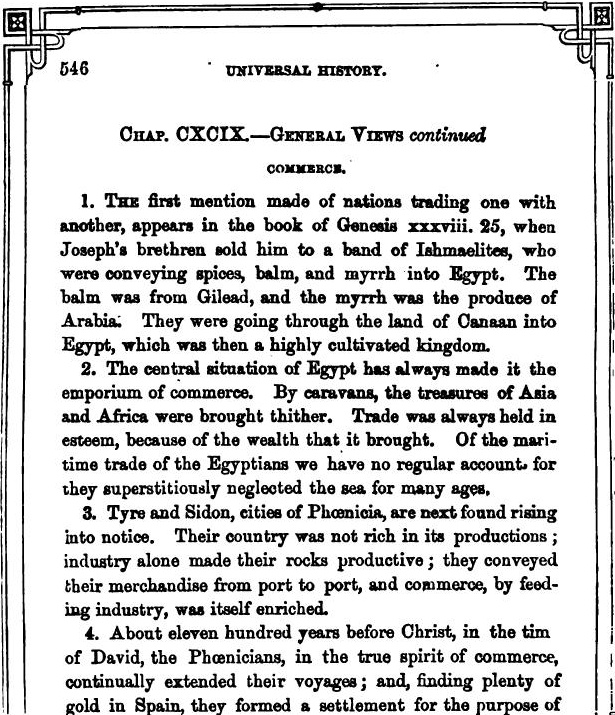 546 UNIVERSAL HISTORY.
CHAP. CXCIX.—GENERAL VIEWS continued
COMMERCE.
1. THE first mention made of nations trading one with
another, appears in the book of Genesis xxxviii. 25, when
Joseph's brethren sold him to a band of Ishmaelites, who
were conveying spices, balm, and myrrh into Egypt. The
balm was from Gilead, and the myrrh was the produce of
Arabia. They were going through the land of Canaan into
Egypt, which was then a highly cultivated kingdom.
2. The central situation of Egypt has always made it the
emporium of commerce. By caravans, the treasures of Asia
and Africa were brought thither. Trade was always held in
esteem, because of the wealth that it brought. Of the mari-
time trade of the Egyptians we have no regular account, for
they superstitiously neglected the sea for many ages.
3. Tyre and Sidon, cities of Phœnicia, are next found rising
into notice. Their country was not rich in its productions;
industry alone made their rocks productive; they conveyed
their merchandise from port to port, and commerce, by feed-
ing industry, was itself enriched.
4. About eleven hundred years before Christ, in the tim
of David, the Phœnicians, in the true spirit of commerce,
continually extended their voyages; and, finding plenty of
gold in Spain, they formed a settlement for the purpose of